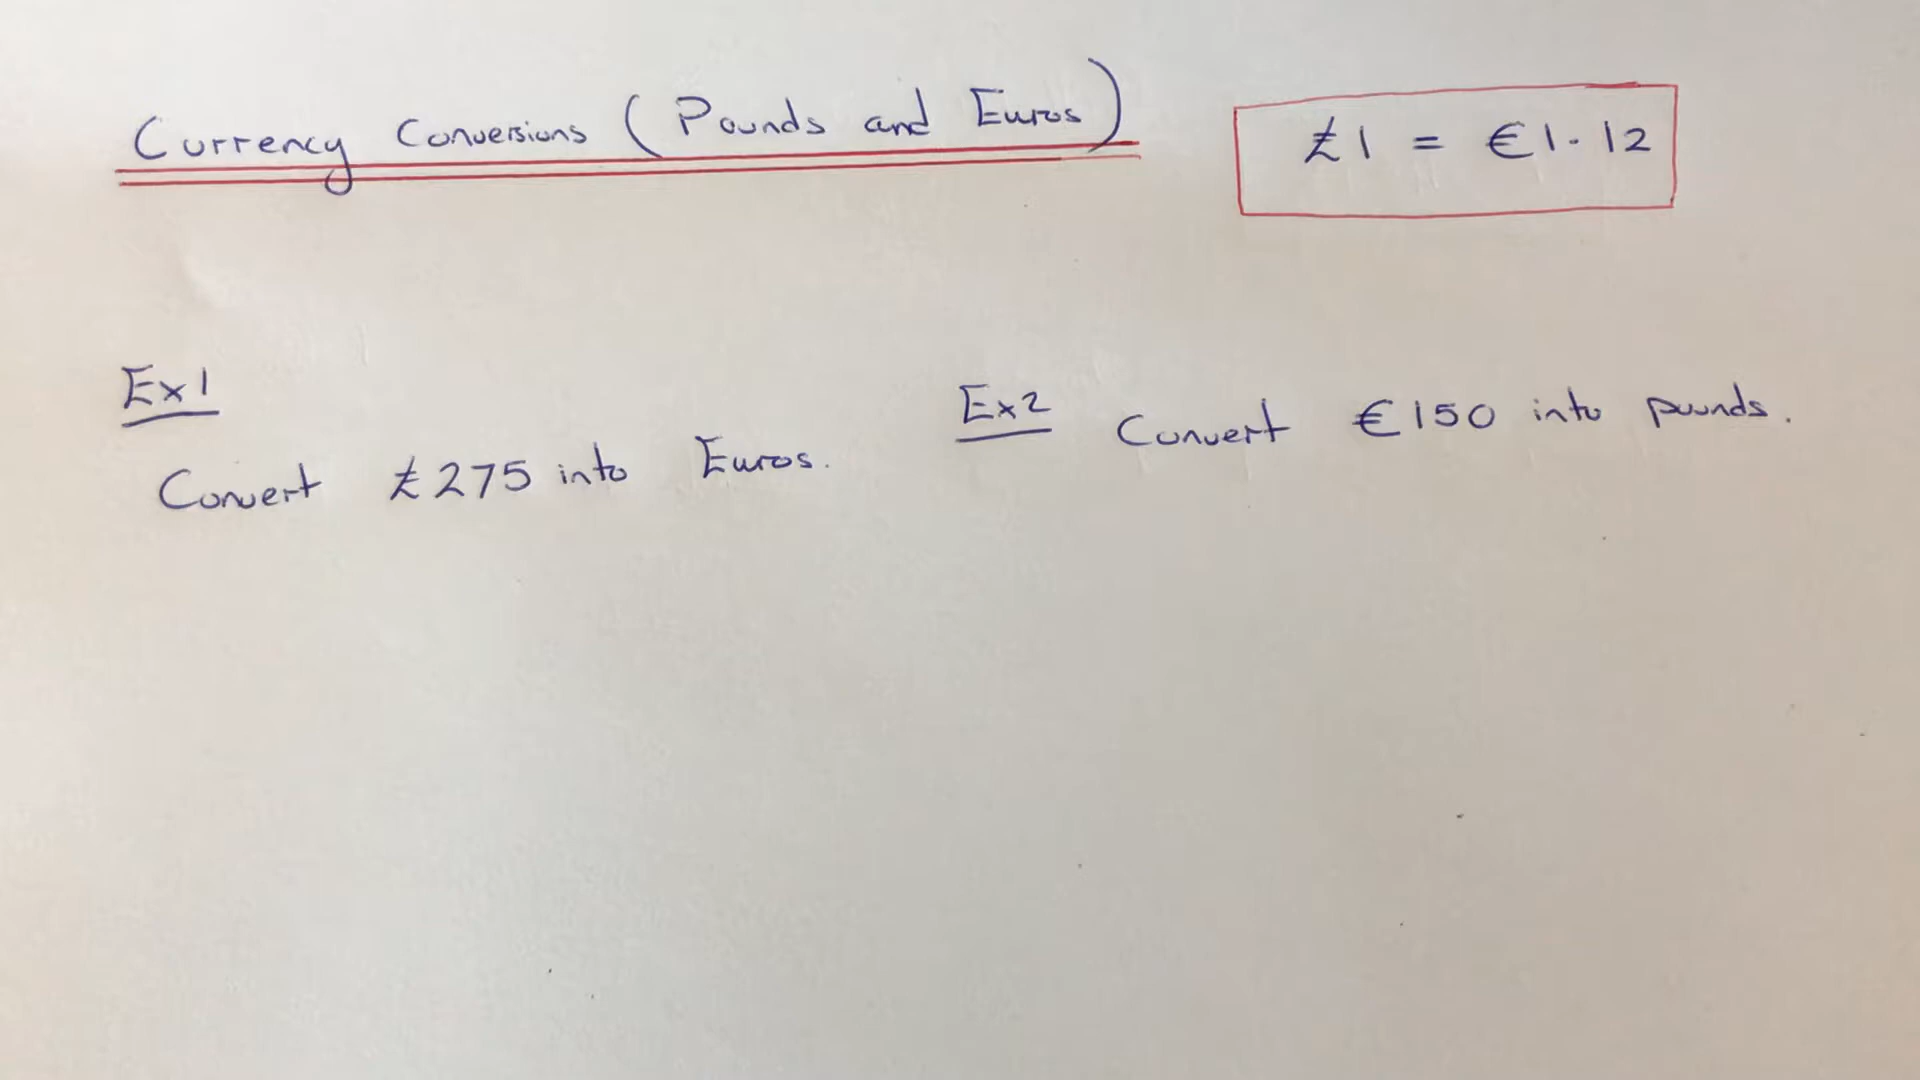 Currency Conversions (Pounds and Euros)
£1 = €1.12
Ex1
Convert £275 into Euros.
Ex2 Convert €150 into pounds.